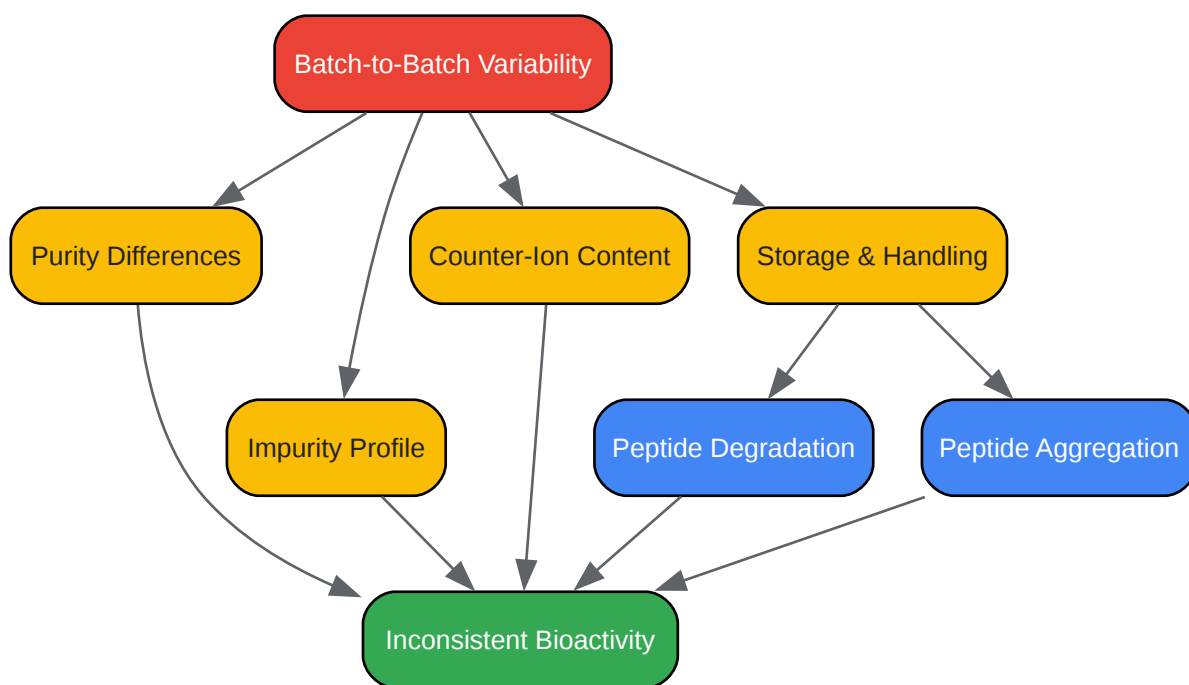 Batch-to-Batch Variability
Purity Differences
Counter-Ion Content
Storage & Handling
Impurity Profile
Peptide Degradation
Peptide Aggregation
Inconsistent Bioactivity